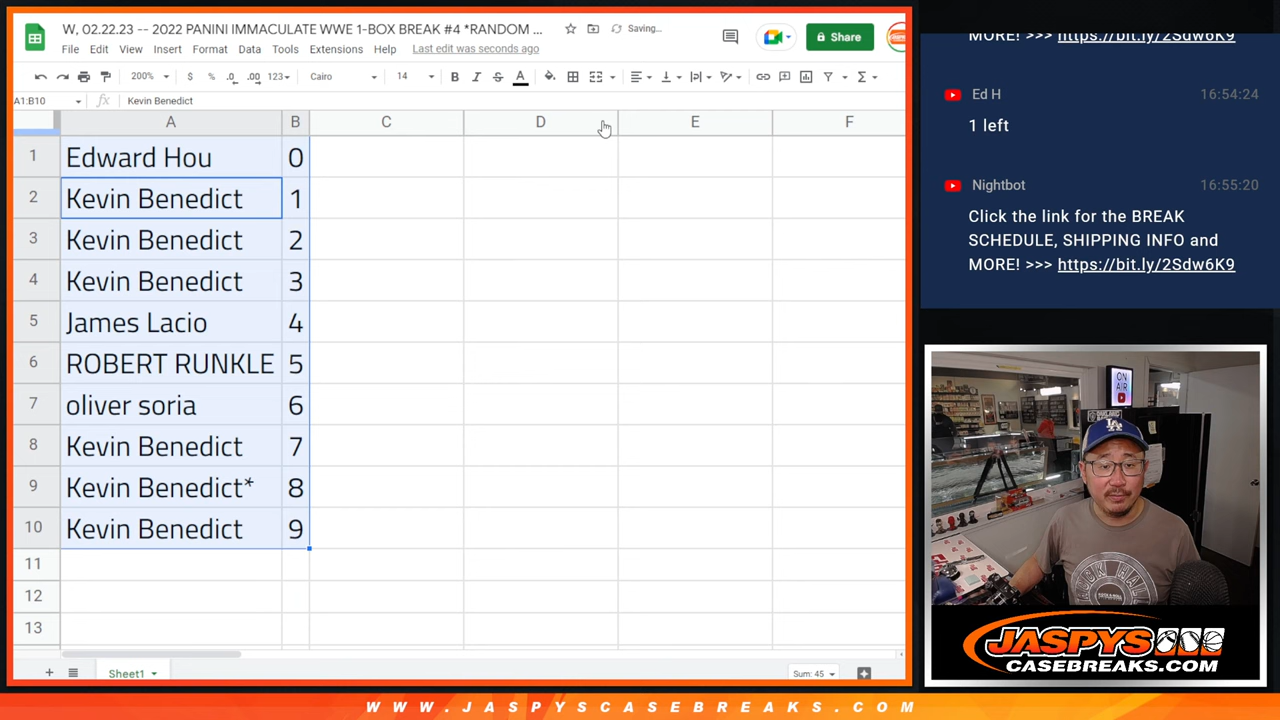 W, 02.22.23 -- 2022 PANINI IMMACULATE WWE 1-BOX BREAK #4 *RANDOM ...
Saving...
Share
File Edit View Insert Format Data Tools Extensions Help Last edit was seconds ago
200% $ % .0 .00 123 Cairo 14 B I S A
A1:B10 fx Kevin Benedict
A B C D E F
1 Edward Hou 0
2 Kevin Benedict 1
3 Kevin Benedict 2
4 Kevin Benedict 3
5 James Lacio 4
6 ROBERT RUNKLE 5
7 oliver soria 6
8 Kevin Benedict 7
9 Kevin Benedict* 8
10 Kevin Benedict 9
11
12
13
Sheet1
Sum: 45
MORE! >>> https://bit.ly/2Sdw6K9
Ed H 16:54:24
1 left
Nightbot 16:55:20
Click the link for the BREAK
SCHEDULE, SHIPPING INFO and
MORE! >>> https://bit.ly/2Sdw6K9
ON
AIR
LA
JASPYS
CASEBREAKS.COM
WWW.JASPYSCASEBREAKS.COM